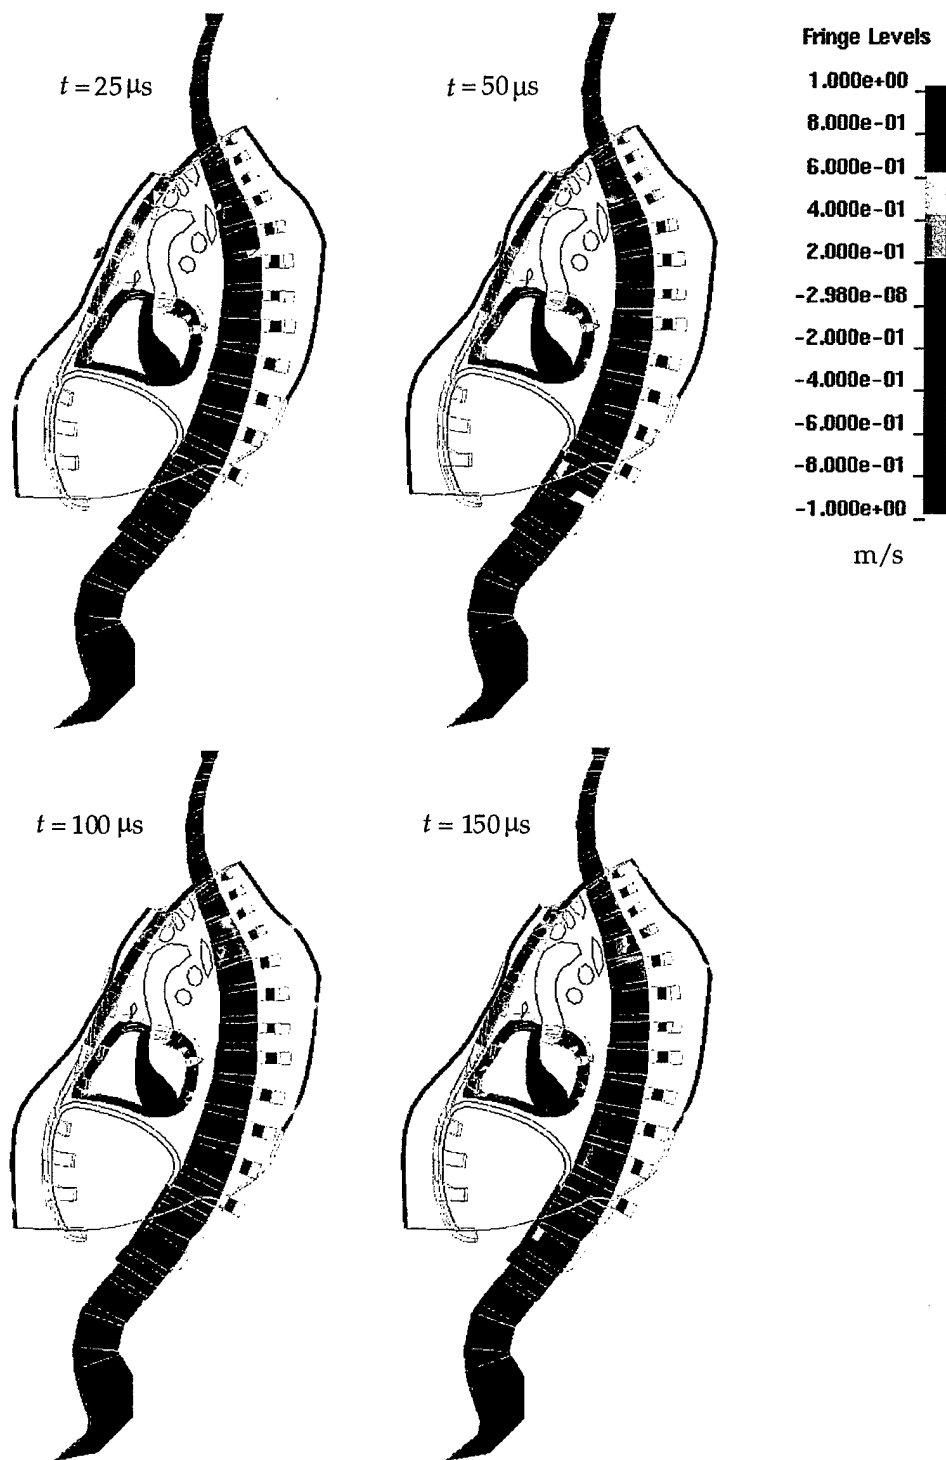 t = 25 μs
t = 50 μs
Fringe Levels
1.000e+00
8.000e-01
6.000e-01
4.000e-01
2.000e-01
-2.980e-08
-2.000e-01
-4.000e-01
-6.000e-01
-8.000e-01
-1.000e+00
m/s
t = 100 μs
t = 150 μs